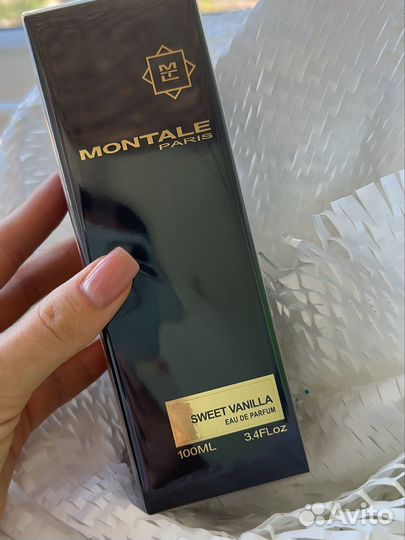 MONTALE
PARIS
SWEET VANILLA
EAU DE PARFUM
100ML 3.4FLoz
Avito